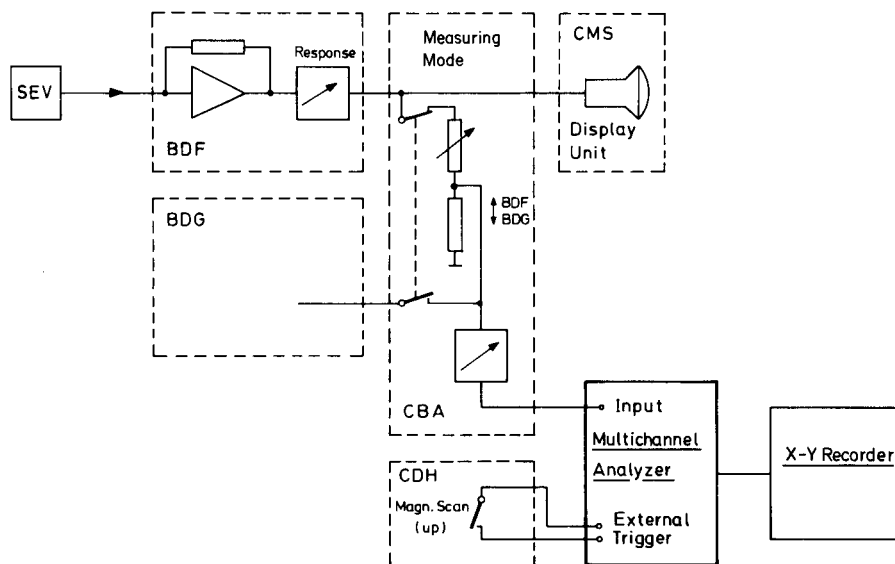 SEV
Response
BDF
Measuring
Mode
CMS
Display
Unit
BDG
BDF
BDG
CBA
Input
Multichannel
Analyzer
External
Trigger
X-Y Recorder
CDH
Magn. Scan
(up)